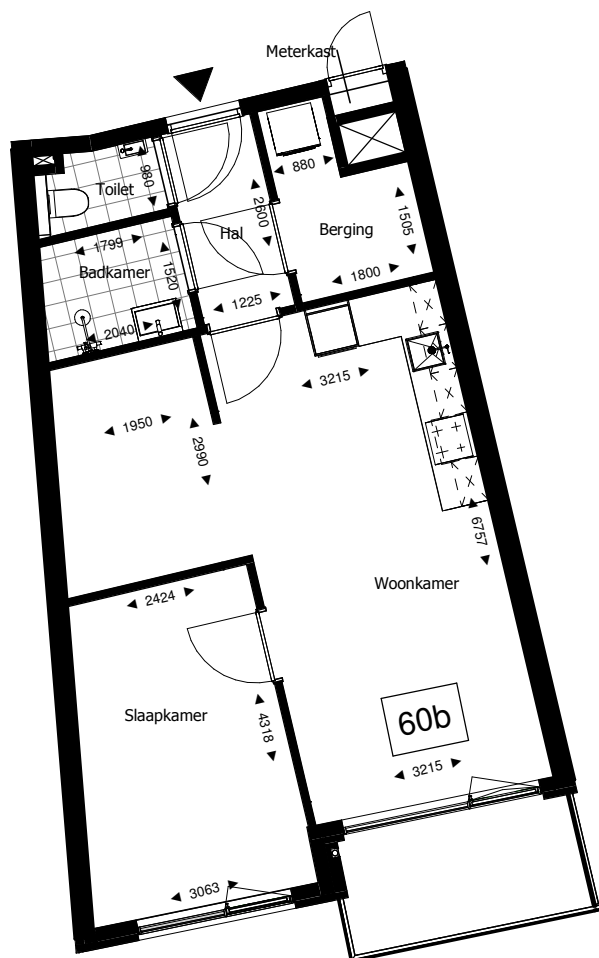 Meterkast
980
880
Toilet
2600
1505
Hal
Berging
1799
Badkamer
1520
1800
1225
2040
3215
1950
2990
6757
Woonkamer
2424
Slaapkamer
4318
60b
3215
3063